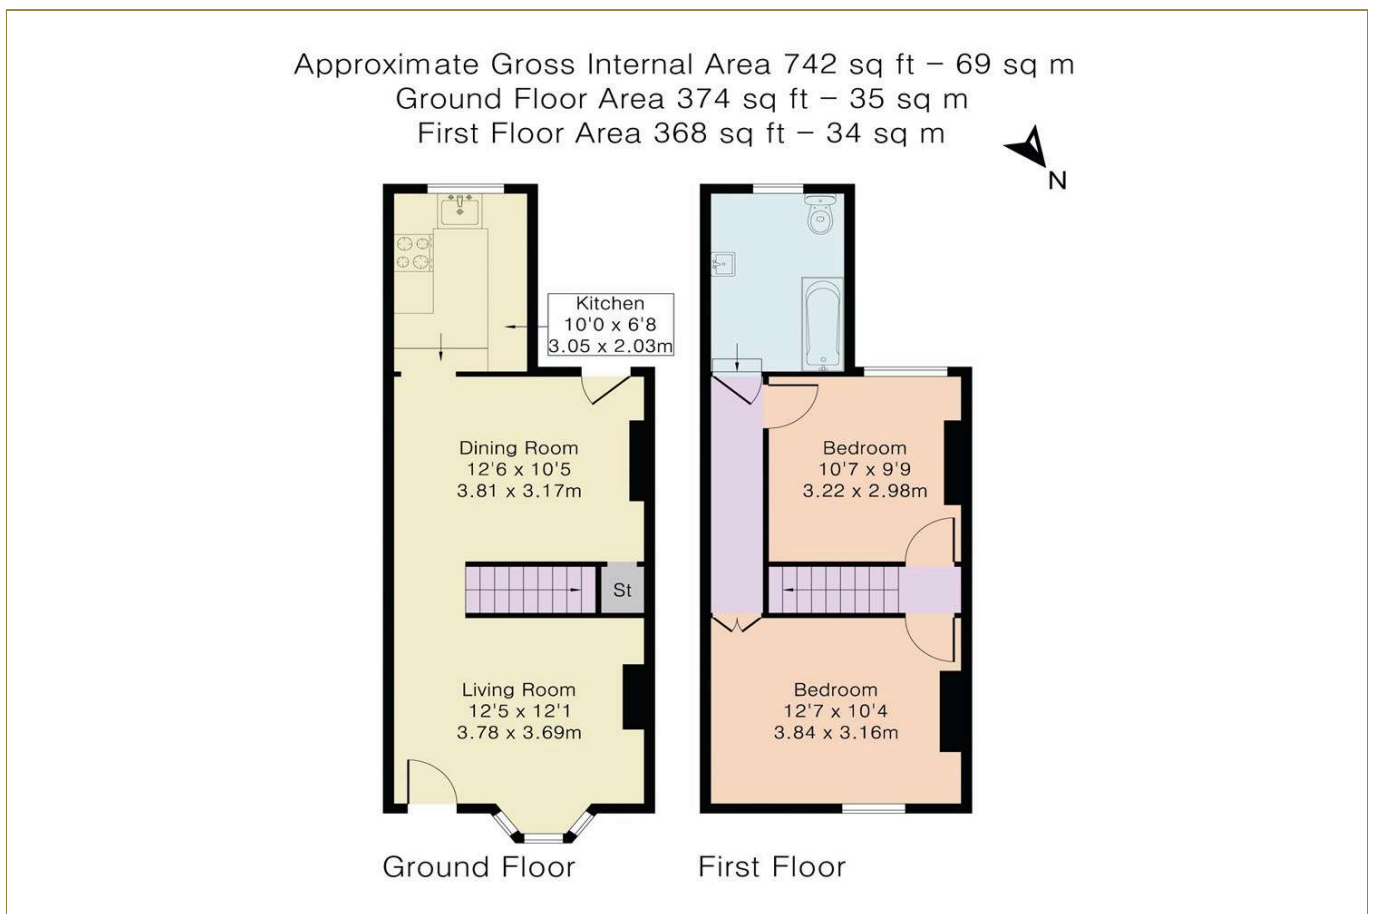 Approximate Gross Internal Area 742 sq ft – 69 sq m
Ground Floor Area 374 sq ft – 35 sq m
First Floor Area 368 sq ft – 34 sq m
N
Kitchen
10'0 x 6'8
3.05 x 2.03m
Dining Room
12'6 x 10'5
3.81 x 3.17m
St
Living Room
12'5 x 12'1
3.78 x 3.69m
Ground Floor
Bedroom
10'7 x 9'9
3.22 x 2.98m
Bedroom
12'7 x 10'4
3.84 x 3.16m
First Floor